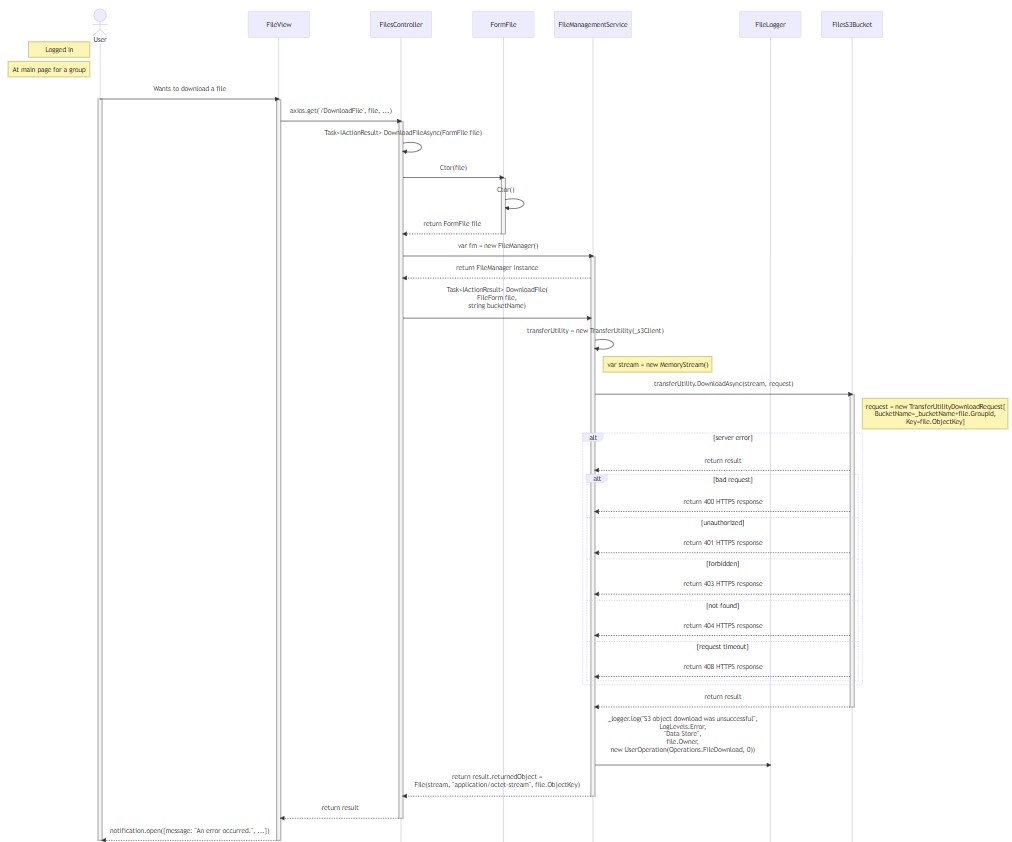 FileView
FilesController
FormFile
FileManagementService
FileLogger
FilesS3Bucket
User
Logged in
At main page for a group
Wants to download a file
axios.get('/DownloadFile', file, ...)
Task<IActionResult> DownloadFileAsync(FormFile file)
Ctor(file)
Ctor()
return FormFile file
var fm = new FileManager()
return FileManager instance
Task<IActionResult> DownloadFile(
FileForm file,
string bucketName)
transferUtility = new TransferUtility(_s3Client)
var stream = new MemoryStream()
transferUtility.DownloadAsync(stream, request)
request = new TransferUtilityDownloadRequest[
BucketName=_bucketName+file.GroupId,
Key=file.ObjectKey]
alt
[server error]
return result
alt
[bad request]
return 400 HTTPS response
[unauthorized]
return 401 HTTPS response
[forbidden]
return 403 HTTPS response
[not found]
return 404 HTTPS response
[request timeout]
return 408 HTTPS response
return result
_logger.log("S3 object download was unsuccessful",
LogLevels.Error,
"Data Store",
file.Owner,
new UserOperation(Operations.FileDownload, 0))
return result.returnedObject =
File(stream, "application/octet-stream", file.ObjectKey)
return result
notification.open([message: "An error occurred.", ...])